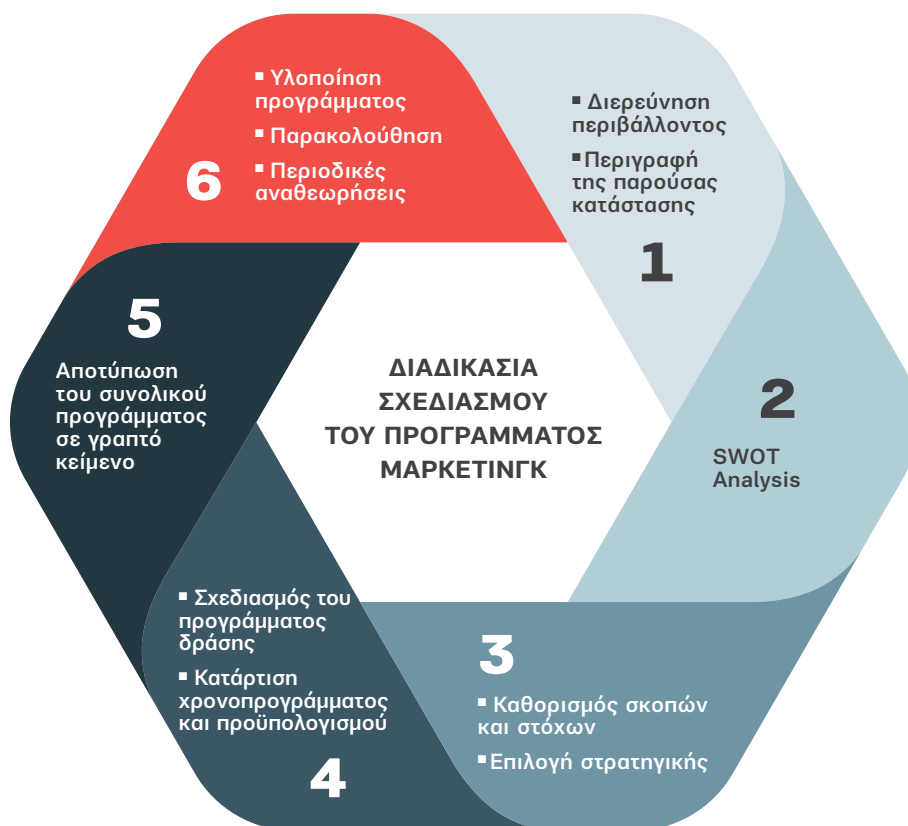 ΔΙΑΔΙΚΑΣΙΑ
ΣΧΕΔΙΑΣΜΟΥ
ΤΟΥ ΠΡΟΓΡΑΜΜΑΤΟΣ
ΜΑΡΚΕΤΙΝΓΚ
▪ Διερεύνηση
περιβάλλοντος
▪ Περιγραφή
της παρούσας
κατάστασης
1
2
SWOT
Analysis
3
▪ Καθορισμός σκοπών
και στόχων
▪ Επιλογή στρατηγικής
▪ Σχεδιασμός του
προγράμματος
δράσης
▪ Κατάρτιση
χρονοπρογράμματος
και προϋπολογισμού
4
5
Αποτύπωση
του συνολικού
προγράμματος
σε γραπτό
κείμενο
▪ Υλοποίηση
προγράμματος
▪ Παρακολούθηση
▪ Περιοδικές
αναθεωρήσεις
6